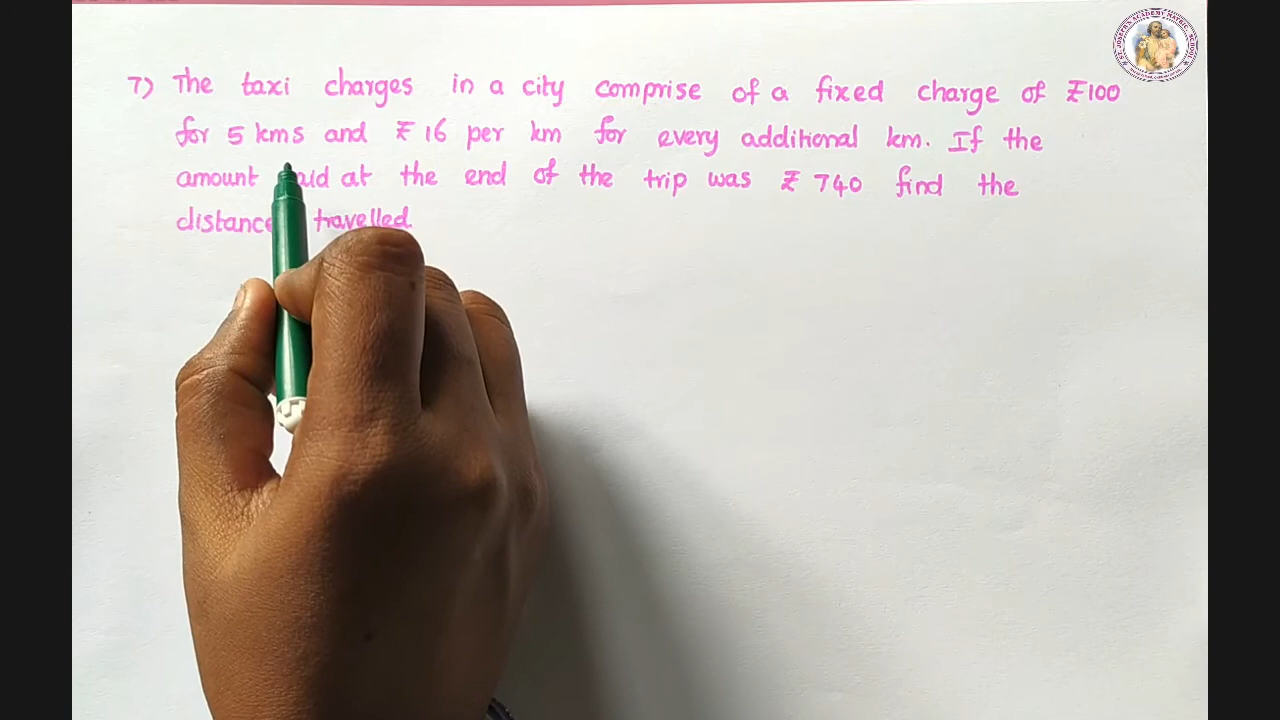 7) The taxi charges in a city comprise of a fixed charge of ₹100
for 5 kms and ₹ 16 per km for every additional km. If the
amount paid at the end of the trip was ₹ 740 find the
distance travelled